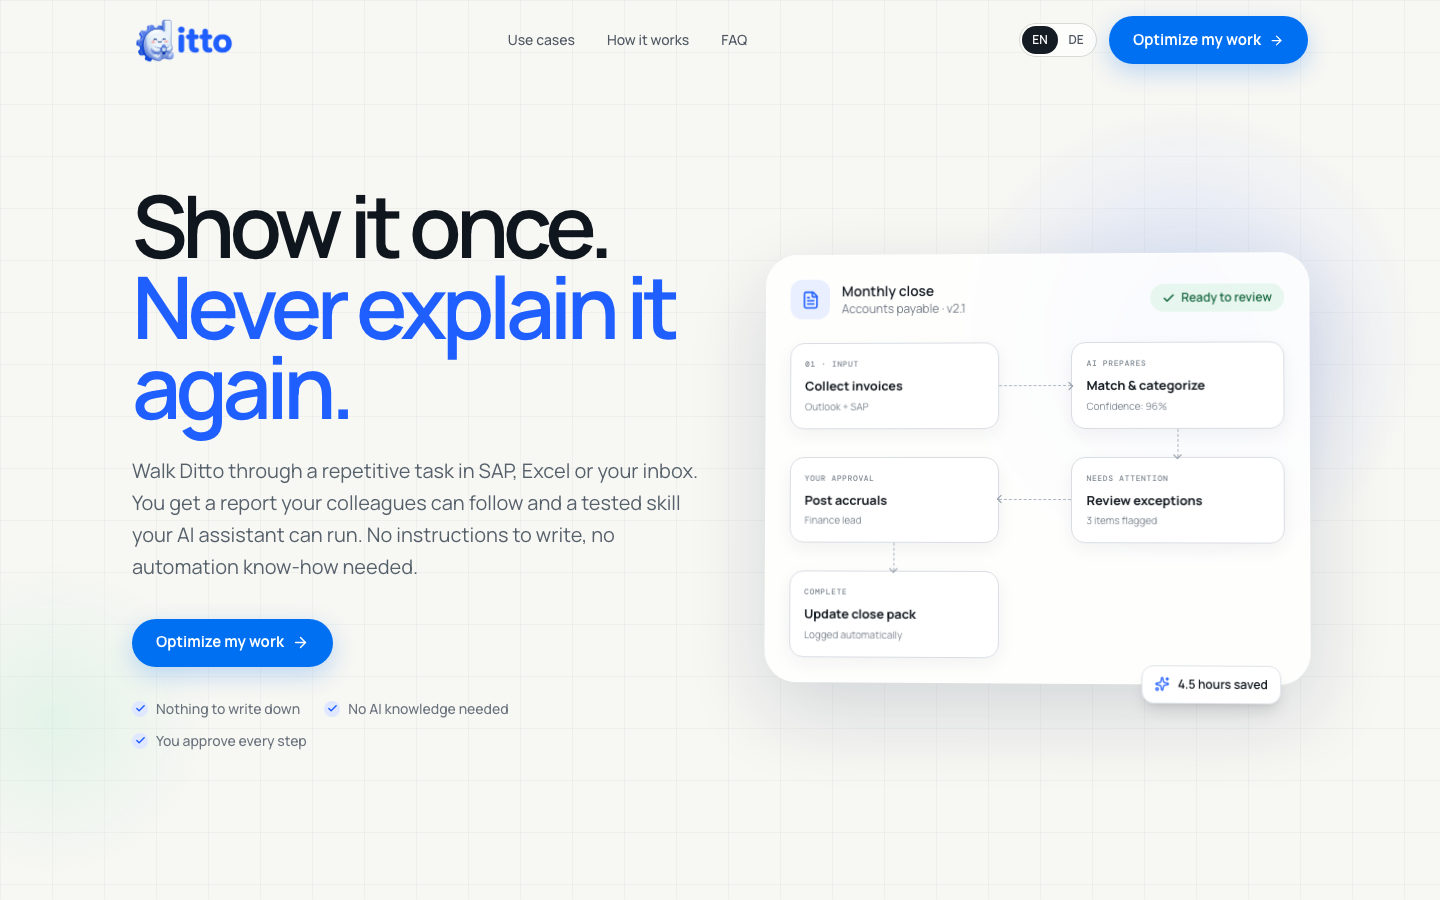 ditto
Use cases
How it works
FAQ
EN
DE
Optimize my work
Show it once.
Never explain it
again.
Walk Ditto through a repetitive task in SAP, Excel or your inbox.
You get a report your colleagues can follow and a tested skill
your AI assistant can run. No instructions to write, no
automation know-how needed.
Optimize my work
Nothing to write down
No AI knowledge needed
You approve every step
Monthly close
Accounts payable · v2.1
Ready to review
01 · INPUT
Collect invoices
Outlook + SAP
AI PREPARES
Match & categorize
Confidence: 96%
YOUR APPROVAL
Post accruals
Finance lead
NEEDS ATTENTION
Review exceptions
3 items flagged
COMPLETE
Update close pack
Logged automatically
4.5 hours saved